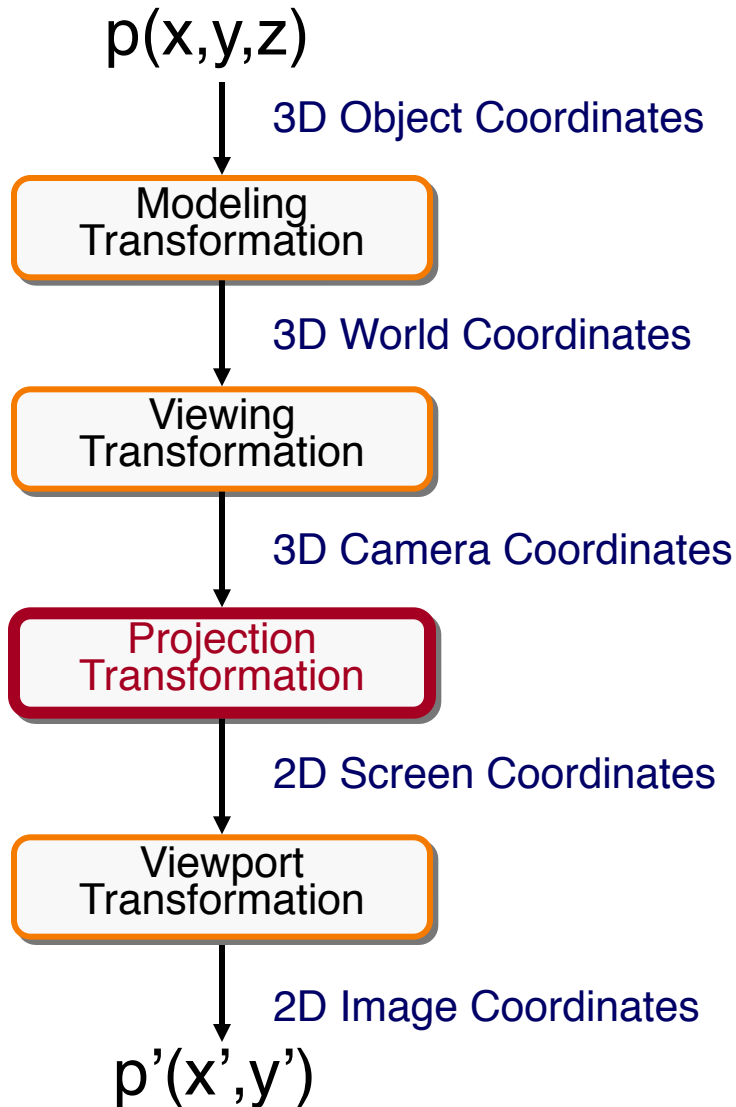 p(x,y,z)
3D Object Coordinates
Modeling
Transformation
3D World Coordinates
Viewing
Transformation
3D Camera Coordinates
Projection
Transformation
2D Screen Coordinates
Viewport
Transformation
2D Image Coordinates
p’(x’,y’)